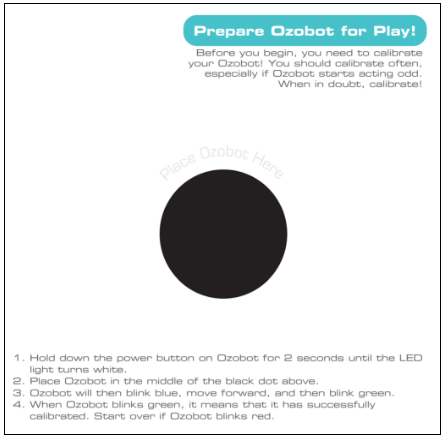 Prepare Ozobot for Play!
Before you begin, you need to calibrate
your Ozobot! You should calibrate often,
especially if Ozobot starts acting odd.
When in doubt, calibrate!
Place Ozobot Here
1. Hold down the power button on Ozobot for 2 seconds until the LED
light turns white.
2. Place Ozobot in the middle of the black dot above.
3. Ozobot will then blink blue, move forward, and then blink green.
4. When Ozobot blinks green, it means that it has successfully
calibrated. Start over if Ozobot blinks red.